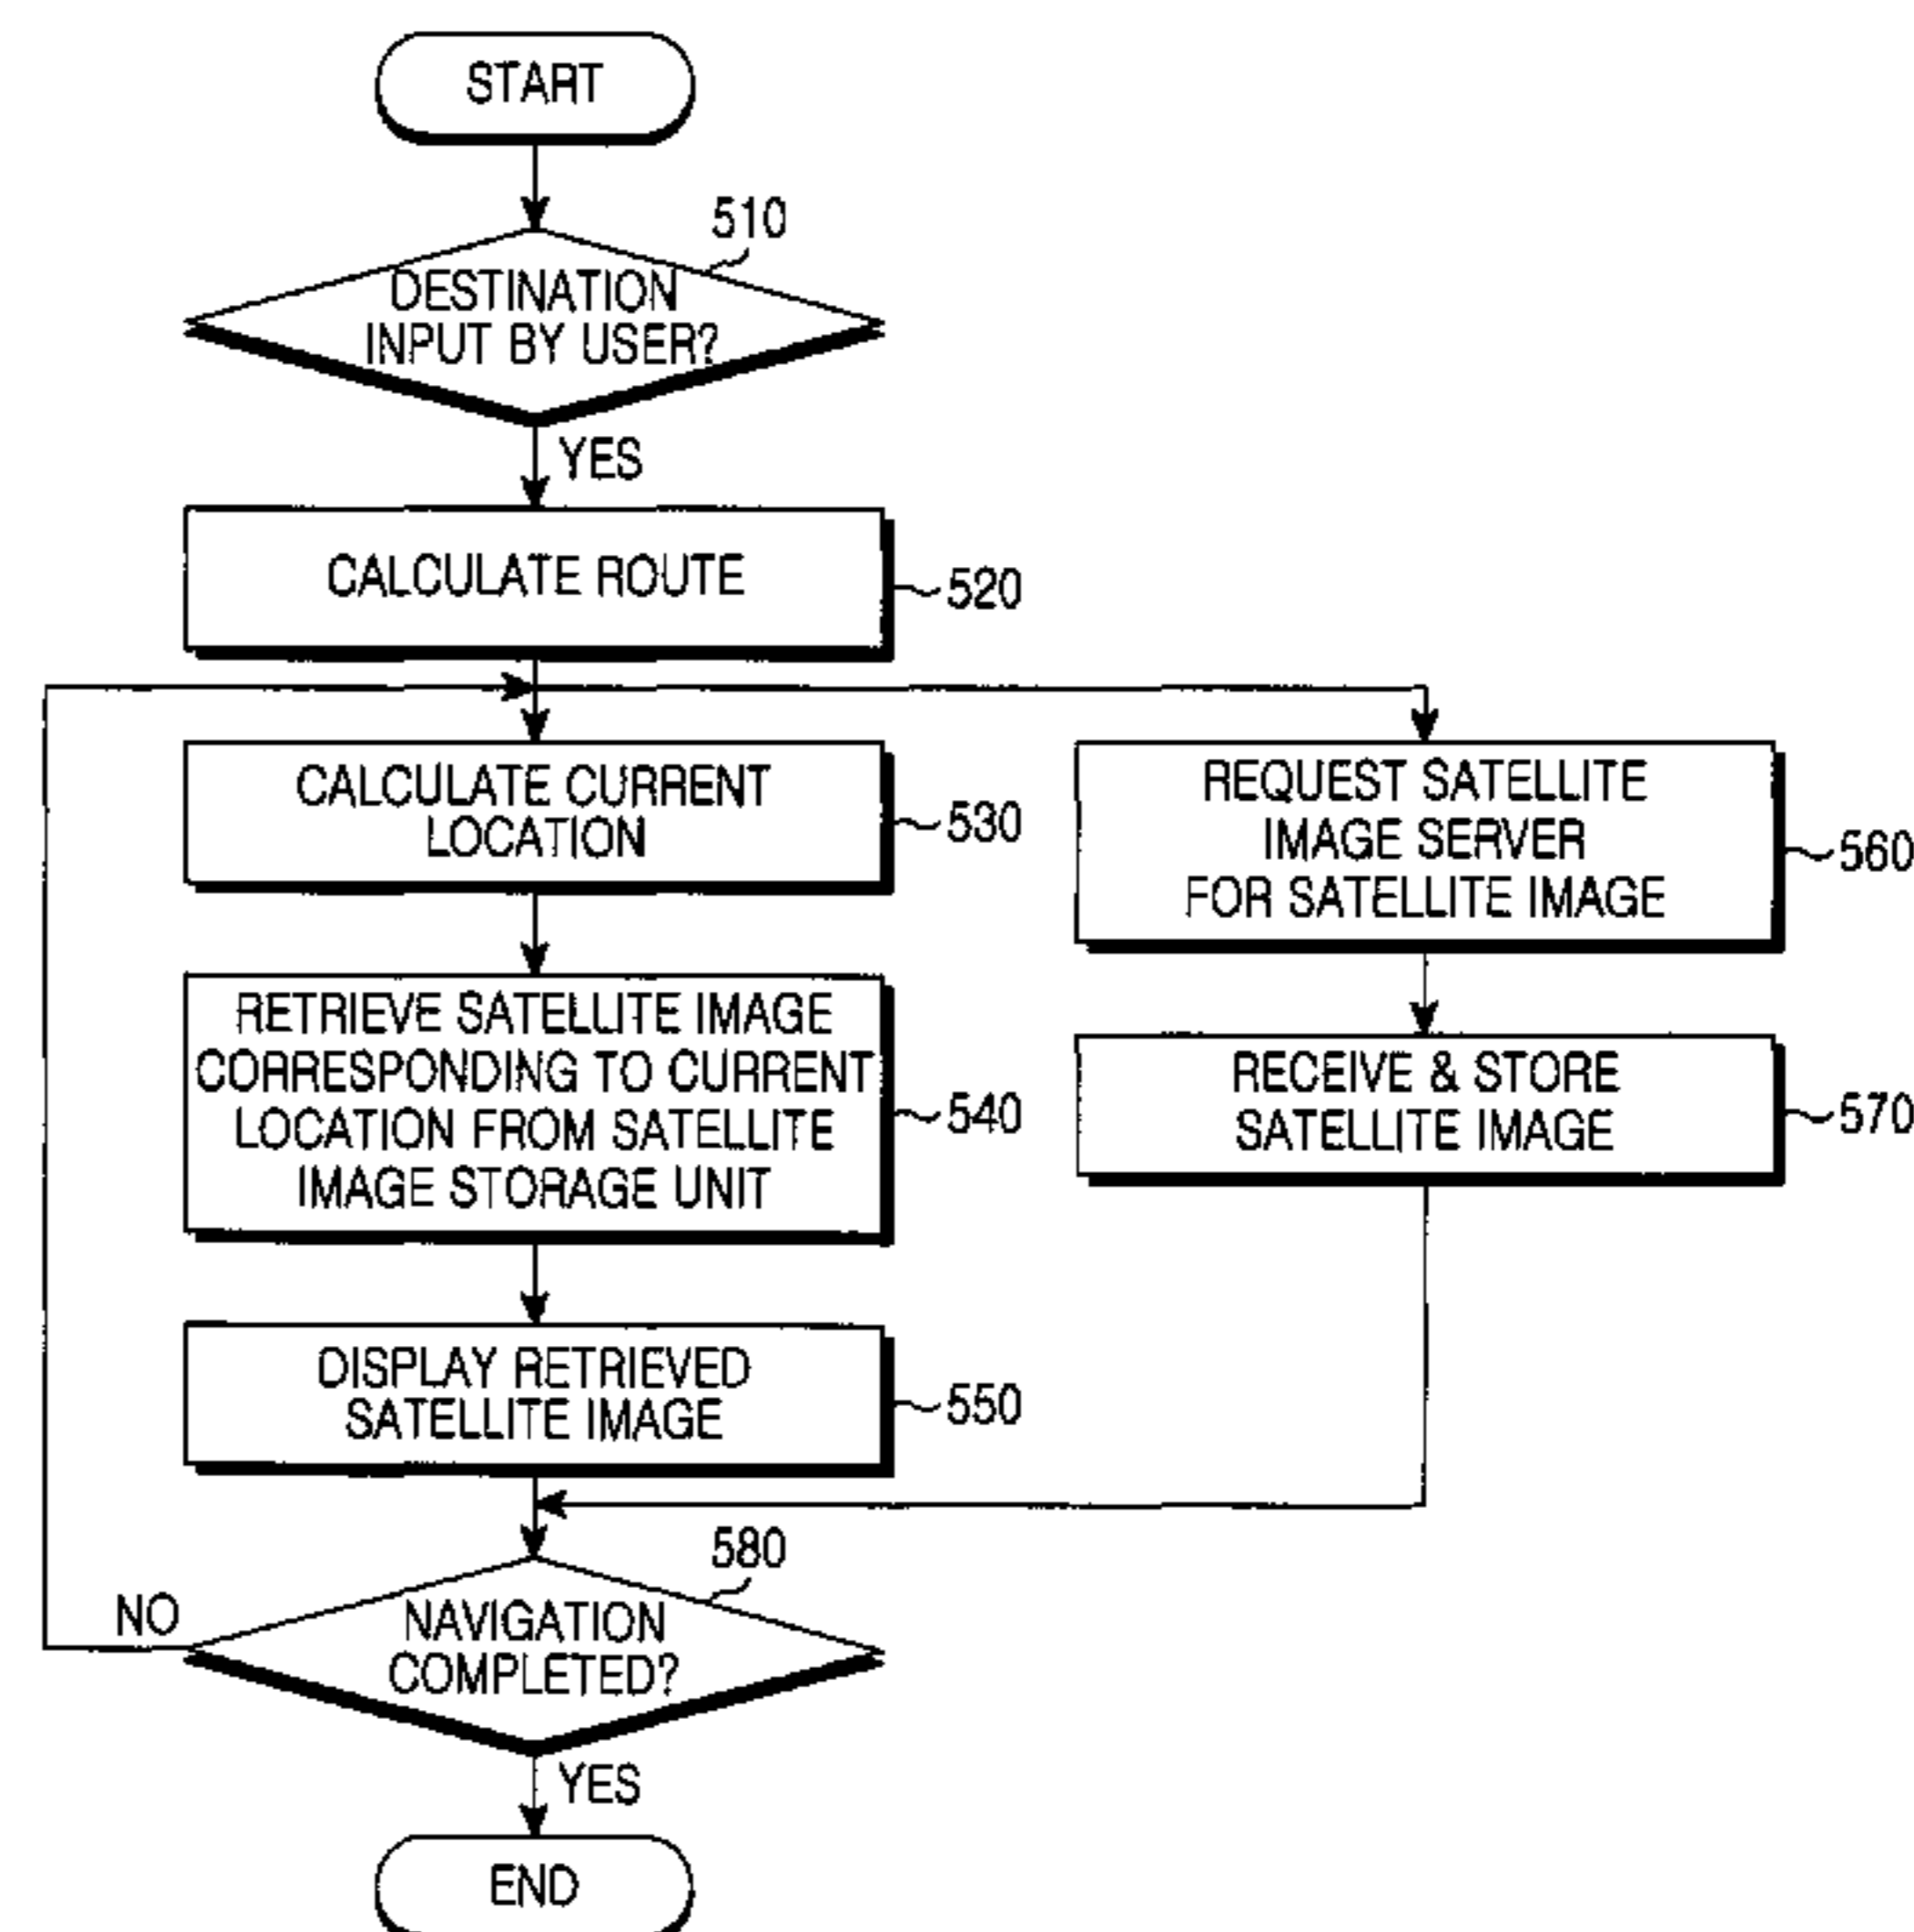 START
510
DESTINATION
INPUT BY USER?
YES
CALCULATE ROUTE
520
CALCULATE CURRENT
LOCATION
530
RETRIEVE SATELLITE IMAGE
CORRESPONDING TO CURRENT
LOCATION FROM SATELLITE
IMAGE STORAGE UNIT
540
DISPLAY RETRIEVED
SATELLITE IMAGE
550
REQUEST SATELLITE
IMAGE SERVER
FOR SATELLITE IMAGE
560
RECEIVE & STORE
SATELLITE IMAGE
570
580
NAVIGATION
COMPLETED?
NO
YES
END